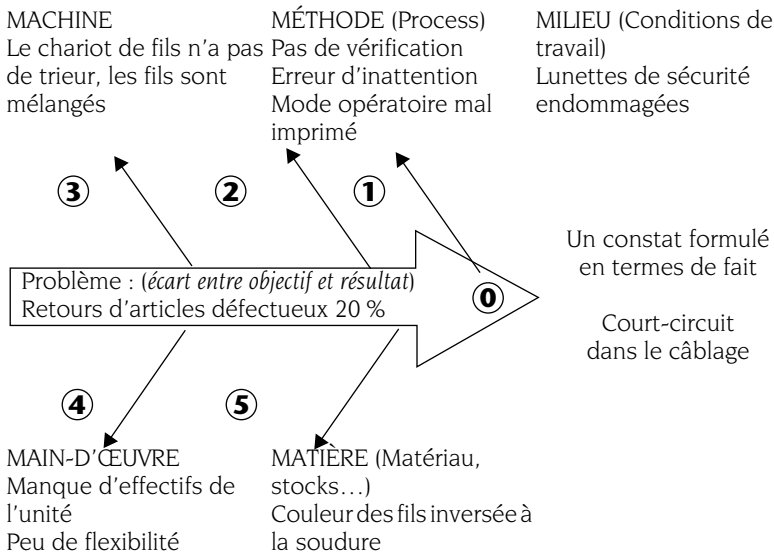 MACHINE
Le chariot de fils n'a pas
de trieur, les fils sont
mélangés
MÉTHODE (Process)
Pas de vérification
Erreur d'inattention
Mode opératoire mal
imprimé
MILIEU (Conditions de
travail)
Lunettes de sécurité
endommagées
3
2
1
Problème : (écart entre objectif et résultat)
Retours d'articles défectueux 20 %
0
Un constat formulé
en termes de fait
Court-circuit
dans le câblage
4
5
MAIN-D'ŒUVRE
Manque d'effectifs de
l'unité
Peu de flexibilité
MATIÈRE (Matériau,
stocks…)
Couleur des fils inversée à
la soudure